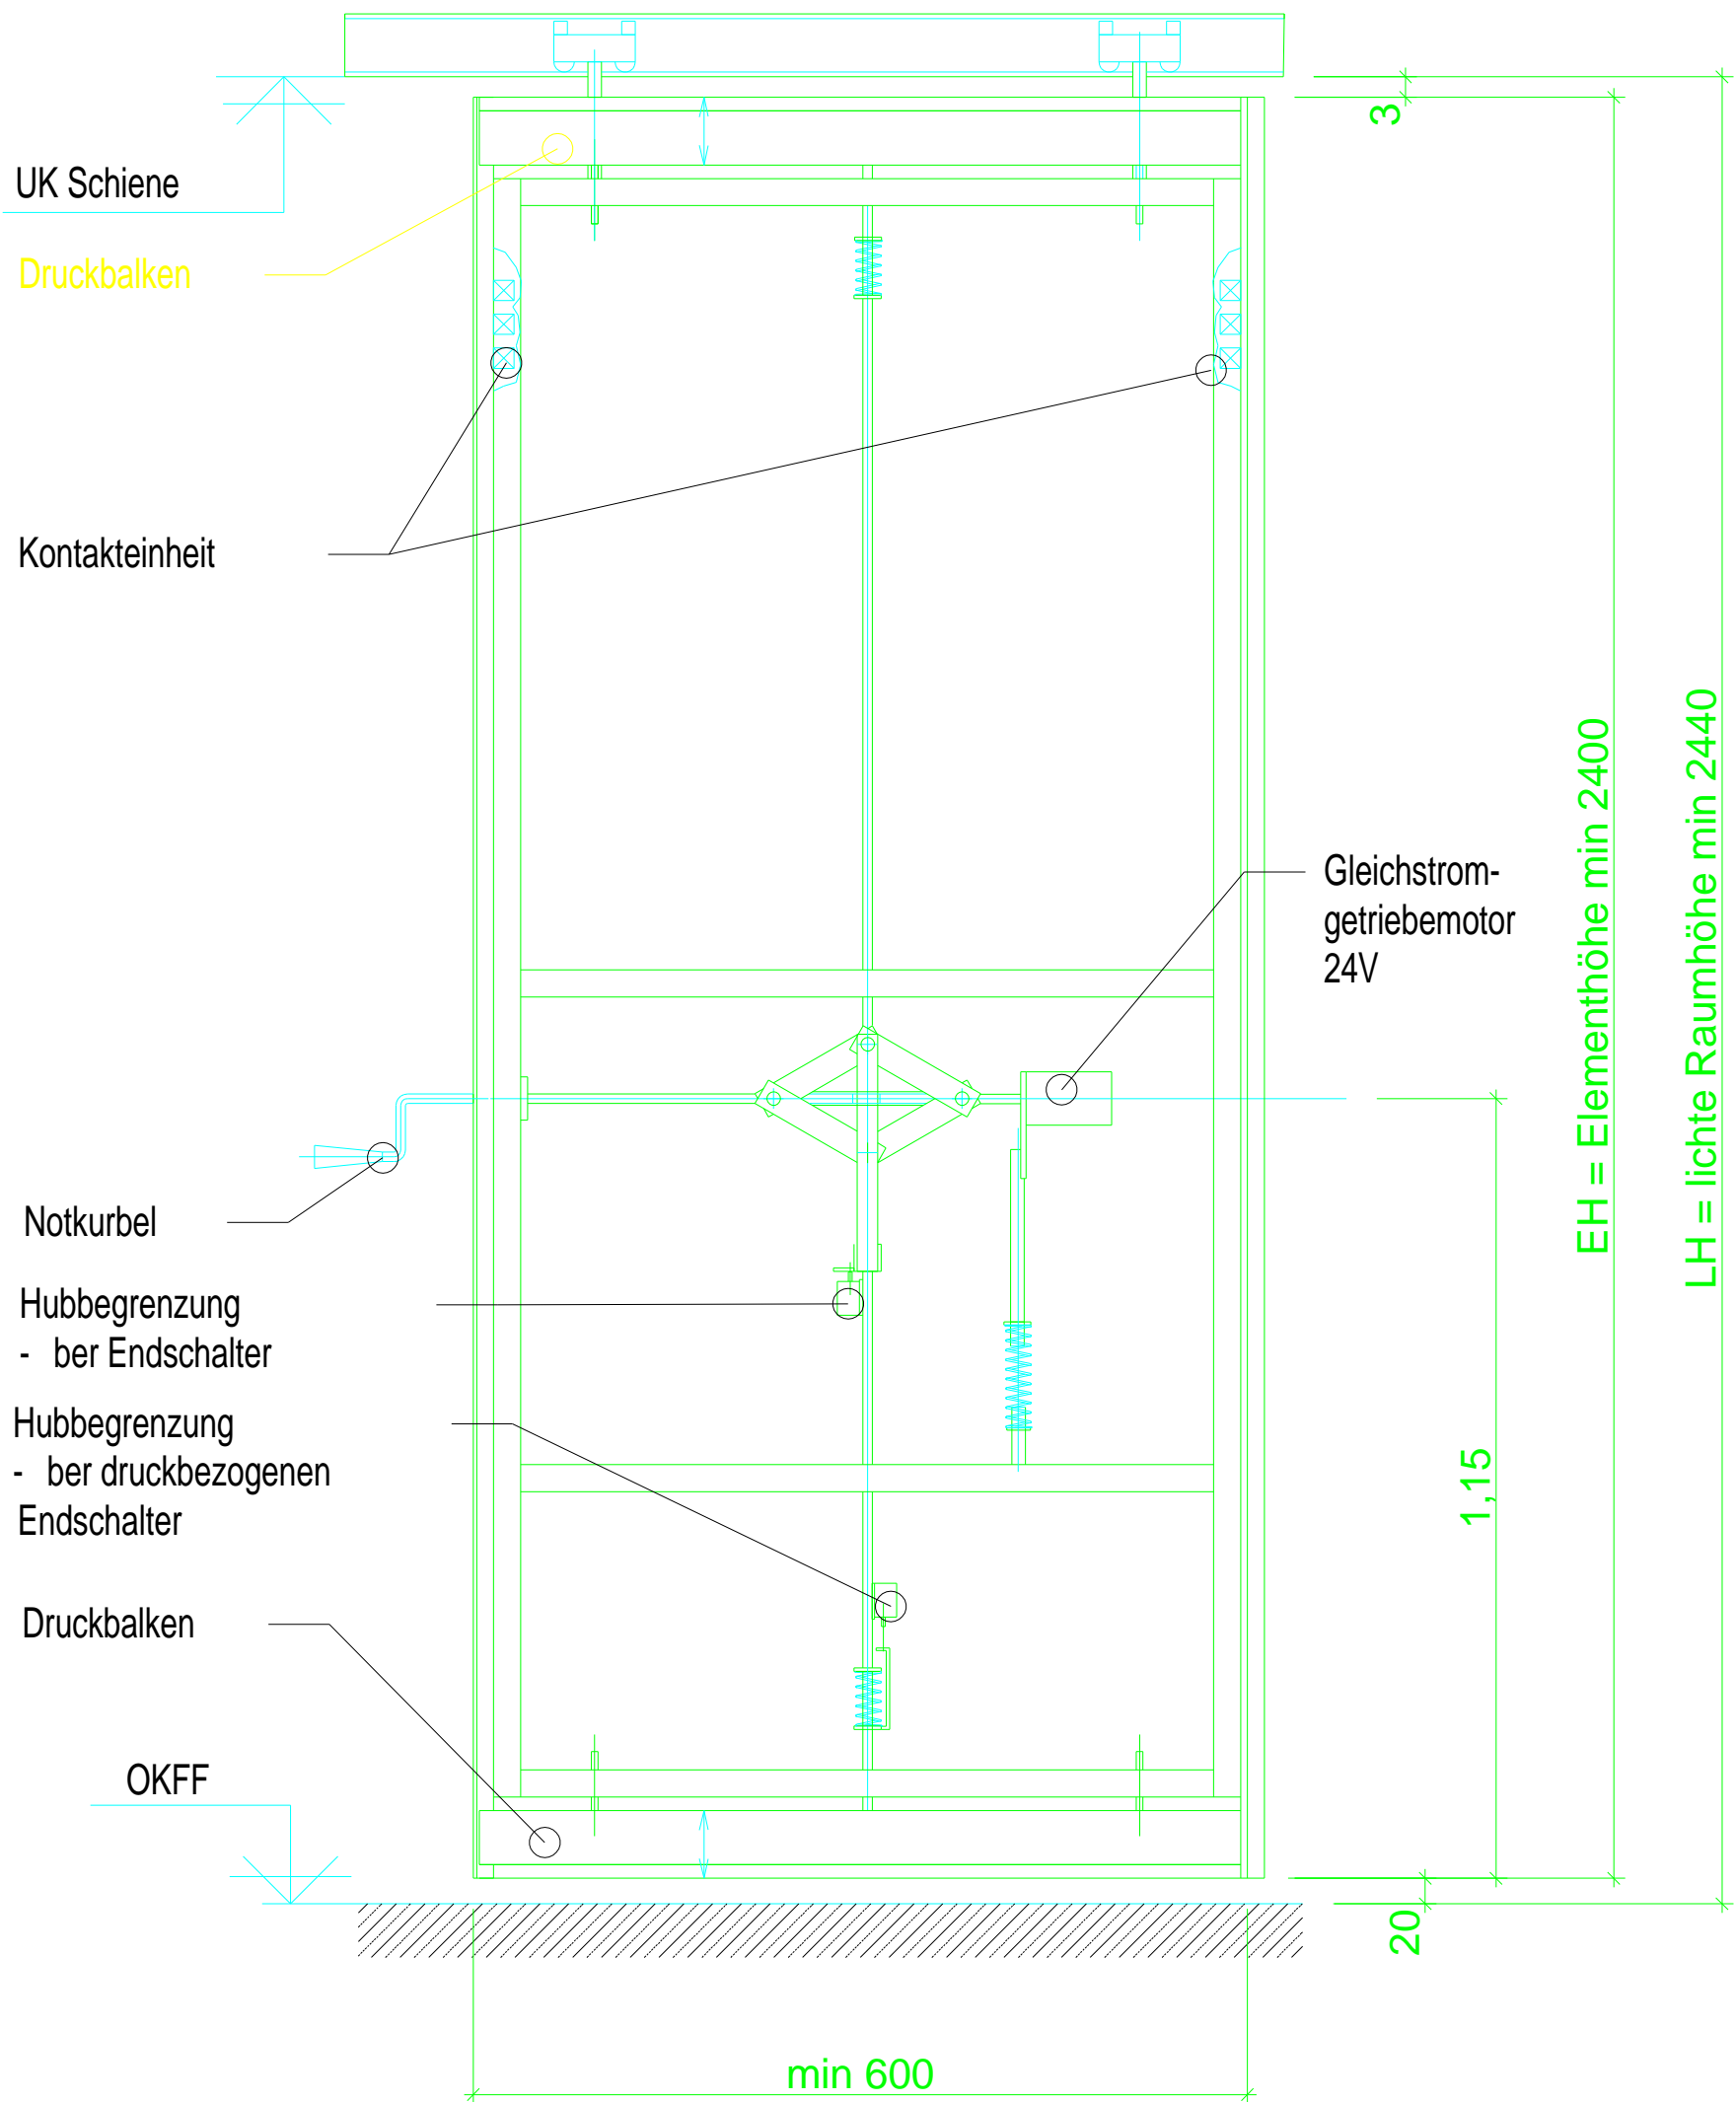 3
UK Schiene
Druckbalken
Kontakteinheit
EH = Elementhöhe min 2400
LH = lichte Raumhöhe min 2440
Gleichstrom-
getriebemotor
24V
Notkurbel
Hubbegrenzung
- ber Endschalter
Hubbegrenzung
- ber druckbezogenen
Endschalter
1,15
Druckbalken
OKFF
20
min 600